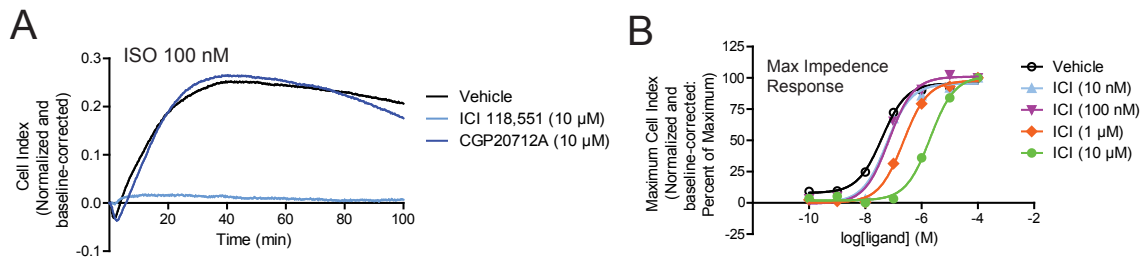 A
ISO 100 nM
Cell Index
(Normalized and
baseline-corrected)
0.3
0.2
0.1
0.0
-0.1
20
40
60
80
100
Time (min)
Vehicle
ICI 118,551 (10 µM)
CGP20712A (10 µM)
B
Max Impedence
Response
Maximum Cell Index
(Normalized and
baseline-corrected:
Percent of Maximum)
125
100
75
50
25
0
-25
-10
-8
-6
-4
-2
log[ligand] (M)
Vehicle
ICI (10 nM)
ICI (100 nM)
ICI (1 µM)
ICI (10 µM)